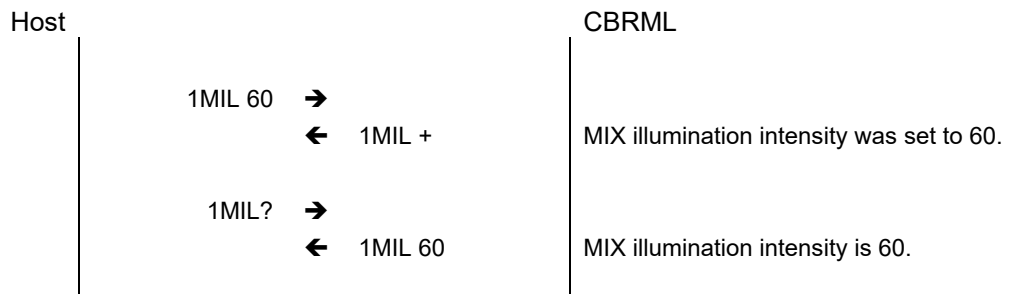 Host CBRML
1MIL 60 ➔
🡰 1MIL + MIX illumination intensity was set to 60.
1MIL? ➔
🡰 1MIL 60 MIX illumination intensity is 60.